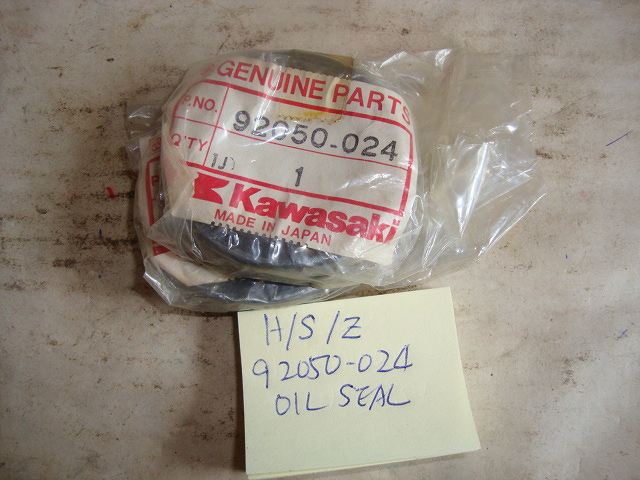 GENUINE PARTS
P.NO. 92050-024
Q'TY 1
Kawasaki
MADE IN JAPAN
H/S/Z
92050-024
OIL SEAL